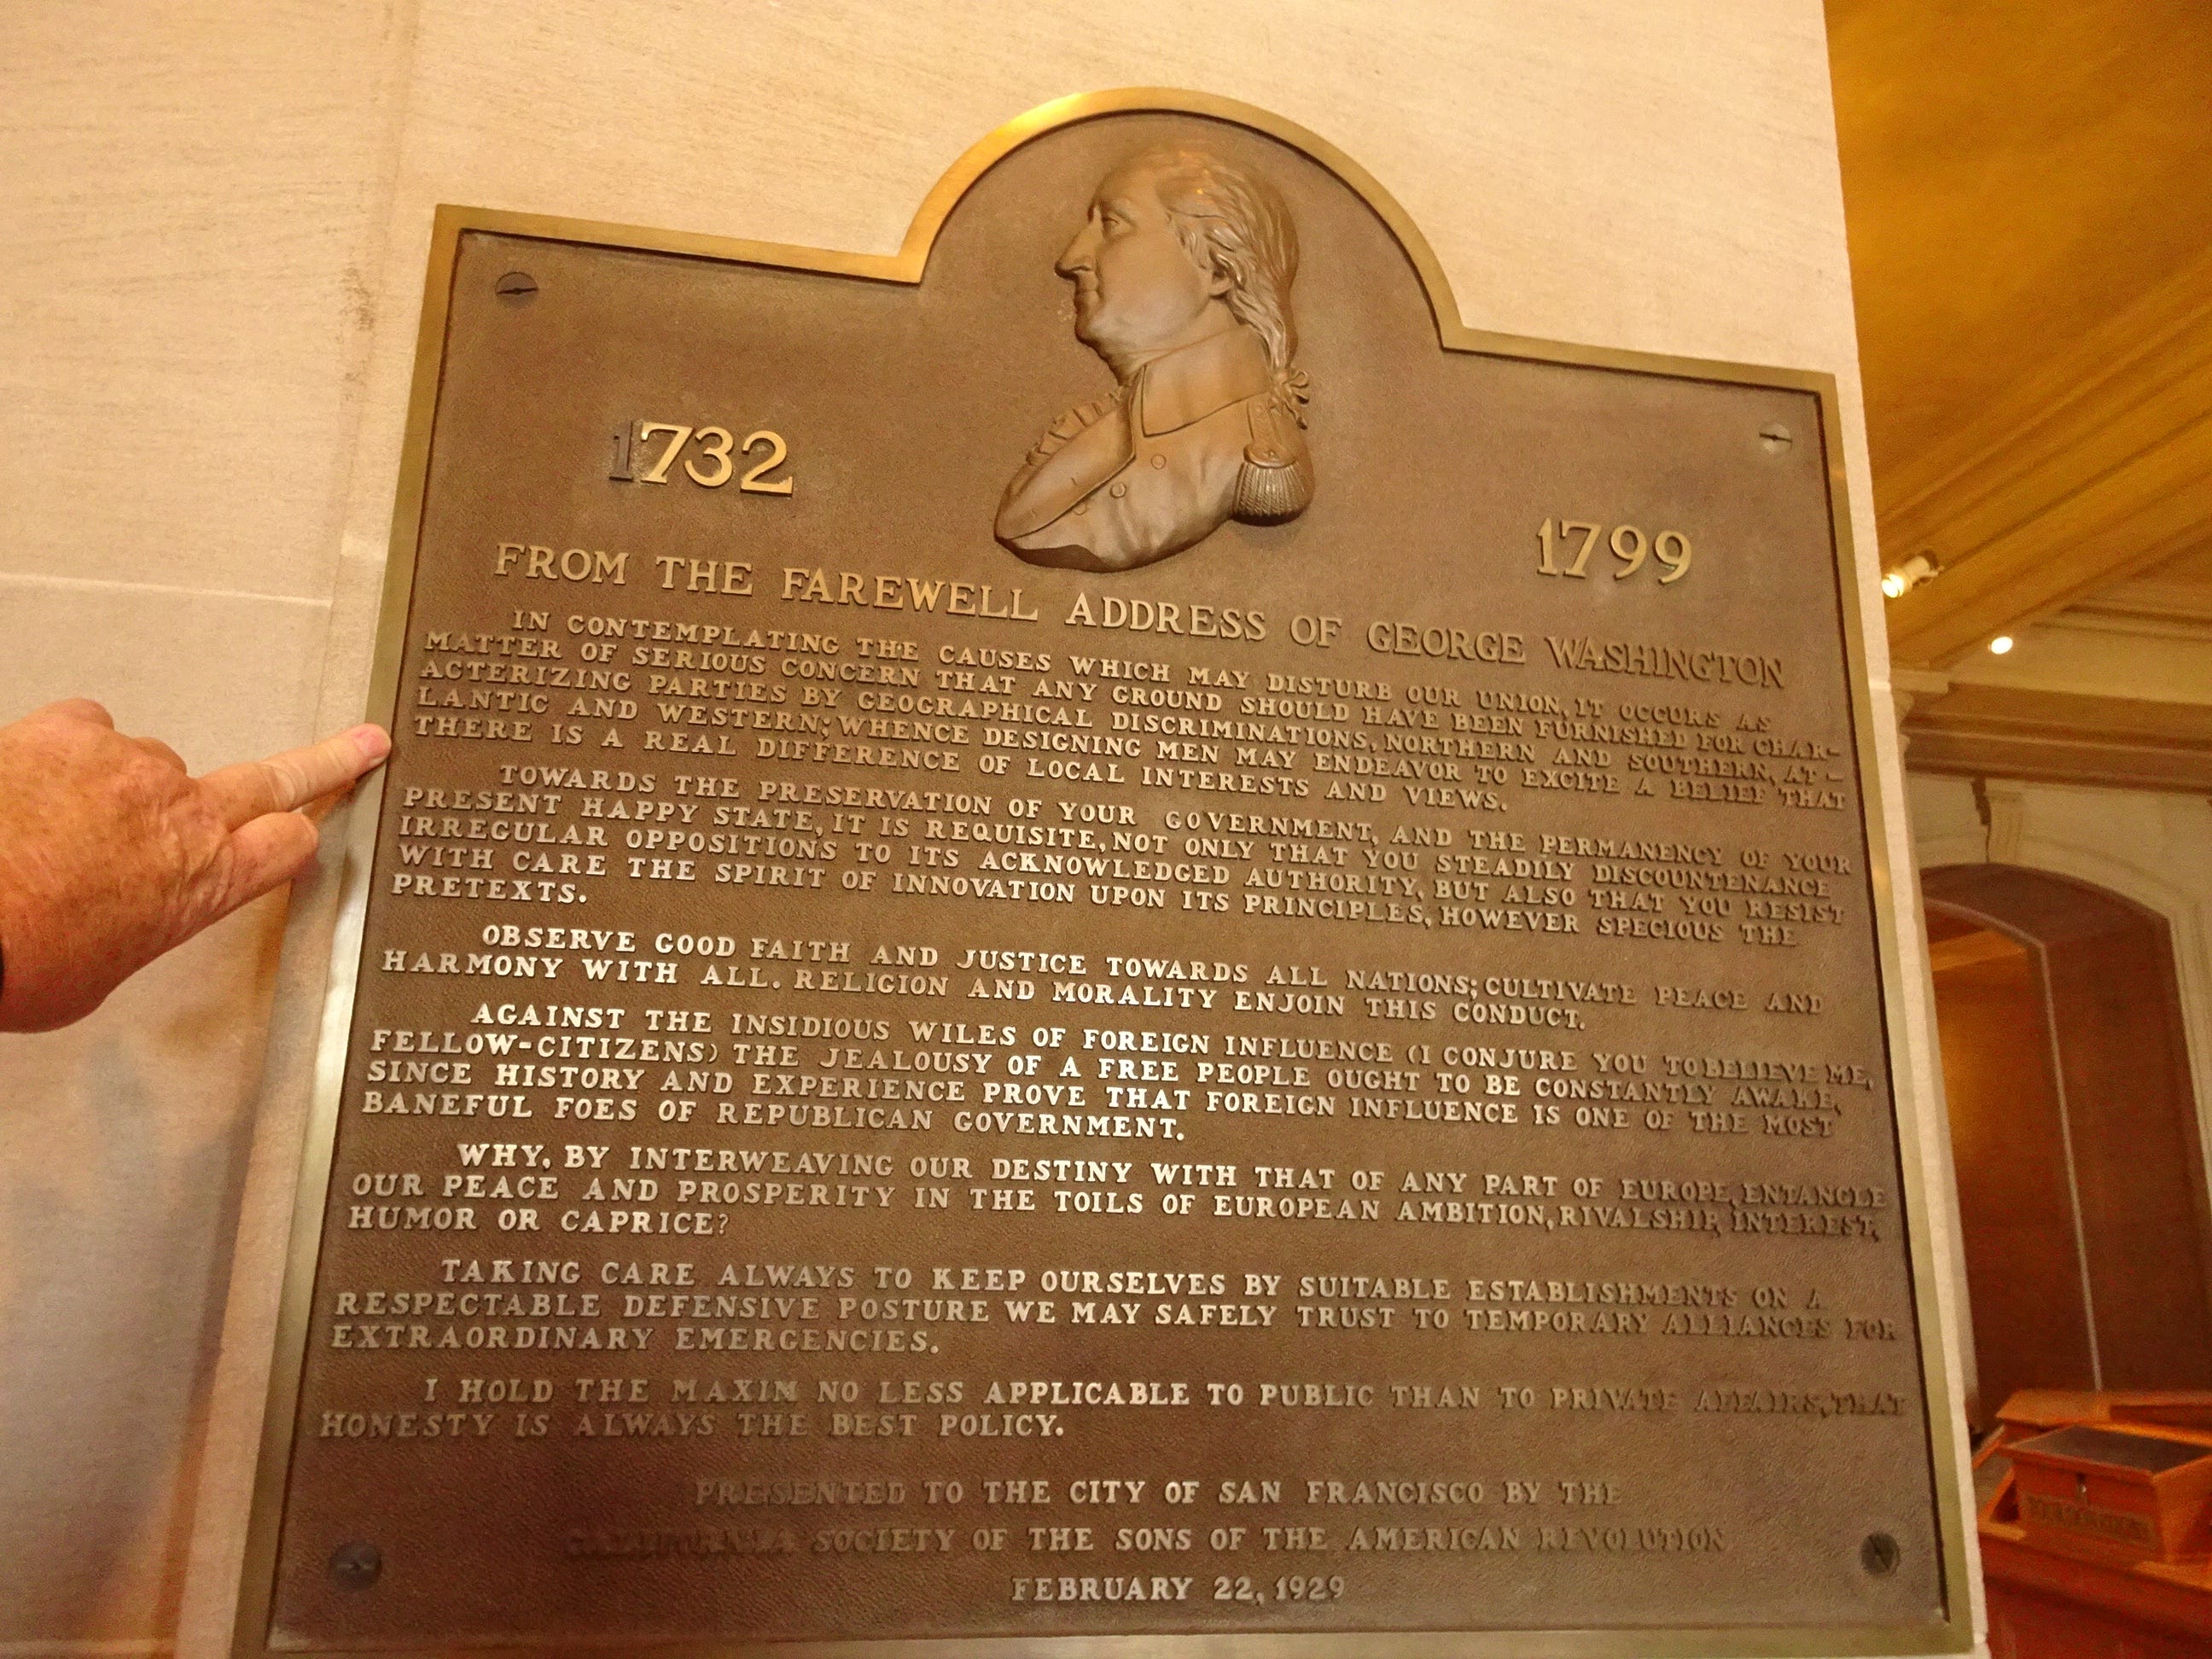 1732
1799
FROM THE FAREWELL ADDRESS OF GEORGE WASHINGTON
IN CONTEMPLATING THE CAUSES WHICH MAY DISTURB OUR UNION, IT OCCURS AS
MATTER OF SERIOUS CONCERN THAT ANY GROUND SHOULD HAVE BEEN FURNISHED FOR CHAR-
ACTERIZING PARTIES BY GEOGRAPHICAL DISCRIMINATIONS, NORTHERN AND SOUTHERN, AT-
LANTIC AND WESTERN; WHENCE DESIGNING MEN MAY ENDEAVOR TO EXCITE A BELIEF THAT
THERE IS A REAL DIFFERENCE OF LOCAL INTERESTS AND VIEWS.
TOWARDS THE PRESERVATION OF YOUR GOVERNMENT, AND THE PERMANENCY OF YOUR
PRESENT HAPPY STATE, IT IS REQUISITE, NOT ONLY THAT YOU STEADILY DISCOUNTENANCE
IRREGULAR OPPOSITIONS TO ITS ACKNOWLEDGED AUTHORITY, BUT ALSO THAT YOU RESIST
WITH CARE THE SPIRIT OF INNOVATION UPON ITS PRINCIPLES, HOWEVER SPECIOUS THE
PRETEXTS.
OBSERVE GOOD FAITH AND JUSTICE TOWARDS ALL NATIONS; CULTIVATE PEACE AND
HARMONY WITH ALL. RELIGION AND MORALITY ENJOIN THIS CONDUCT.
AGAINST THE INSIDIOUS WILES OF FOREIGN INFLUENCE (I CONJURE YOU TO BELIEVE ME,
FELLOW-CITIZENS) THE JEALOUSY OF A FREE PEOPLE OUGHT TO BE CONSTANTLY AWAKE,
SINCE HISTORY AND EXPERIENCE PROVE THAT FOREIGN INFLUENCE IS ONE OF THE MOST
BANEFUL FOES OF REPUBLICAN GOVERNMENT.
WHY, BY INTERWEAVING OUR DESTINY WITH THAT OF ANY PART OF EUROPE, ENTANGLE
OUR PEACE AND PROSPERITY IN THE TOILS OF EUROPEAN AMBITION, RIVALSHIP, INTEREST,
HUMOR OR CAPRICE?
TAKING CARE ALWAYS TO KEEP OURSELVES BY SUITABLE ESTABLISHMENTS ON A
RESPECTABLE DEFENSIVE POSTURE WE MAY SAFELY TRUST TO TEMPORARY ALLIANCES FOR
EXTRAORDINARY EMERGENCIES.
I HOLD THE MAXIM NO LESS APPLICABLE TO PUBLIC THAN TO PRIVATE AFFAIRS, THAT
HONESTY IS ALWAYS THE BEST POLICY.
PRESENTED TO THE CITY OF SAN FRANCISCO BY THE
CALIFORNIA SOCIETY OF THE SONS OF THE AMERICAN REVOLUTION
FEBRUARY 22, 1929